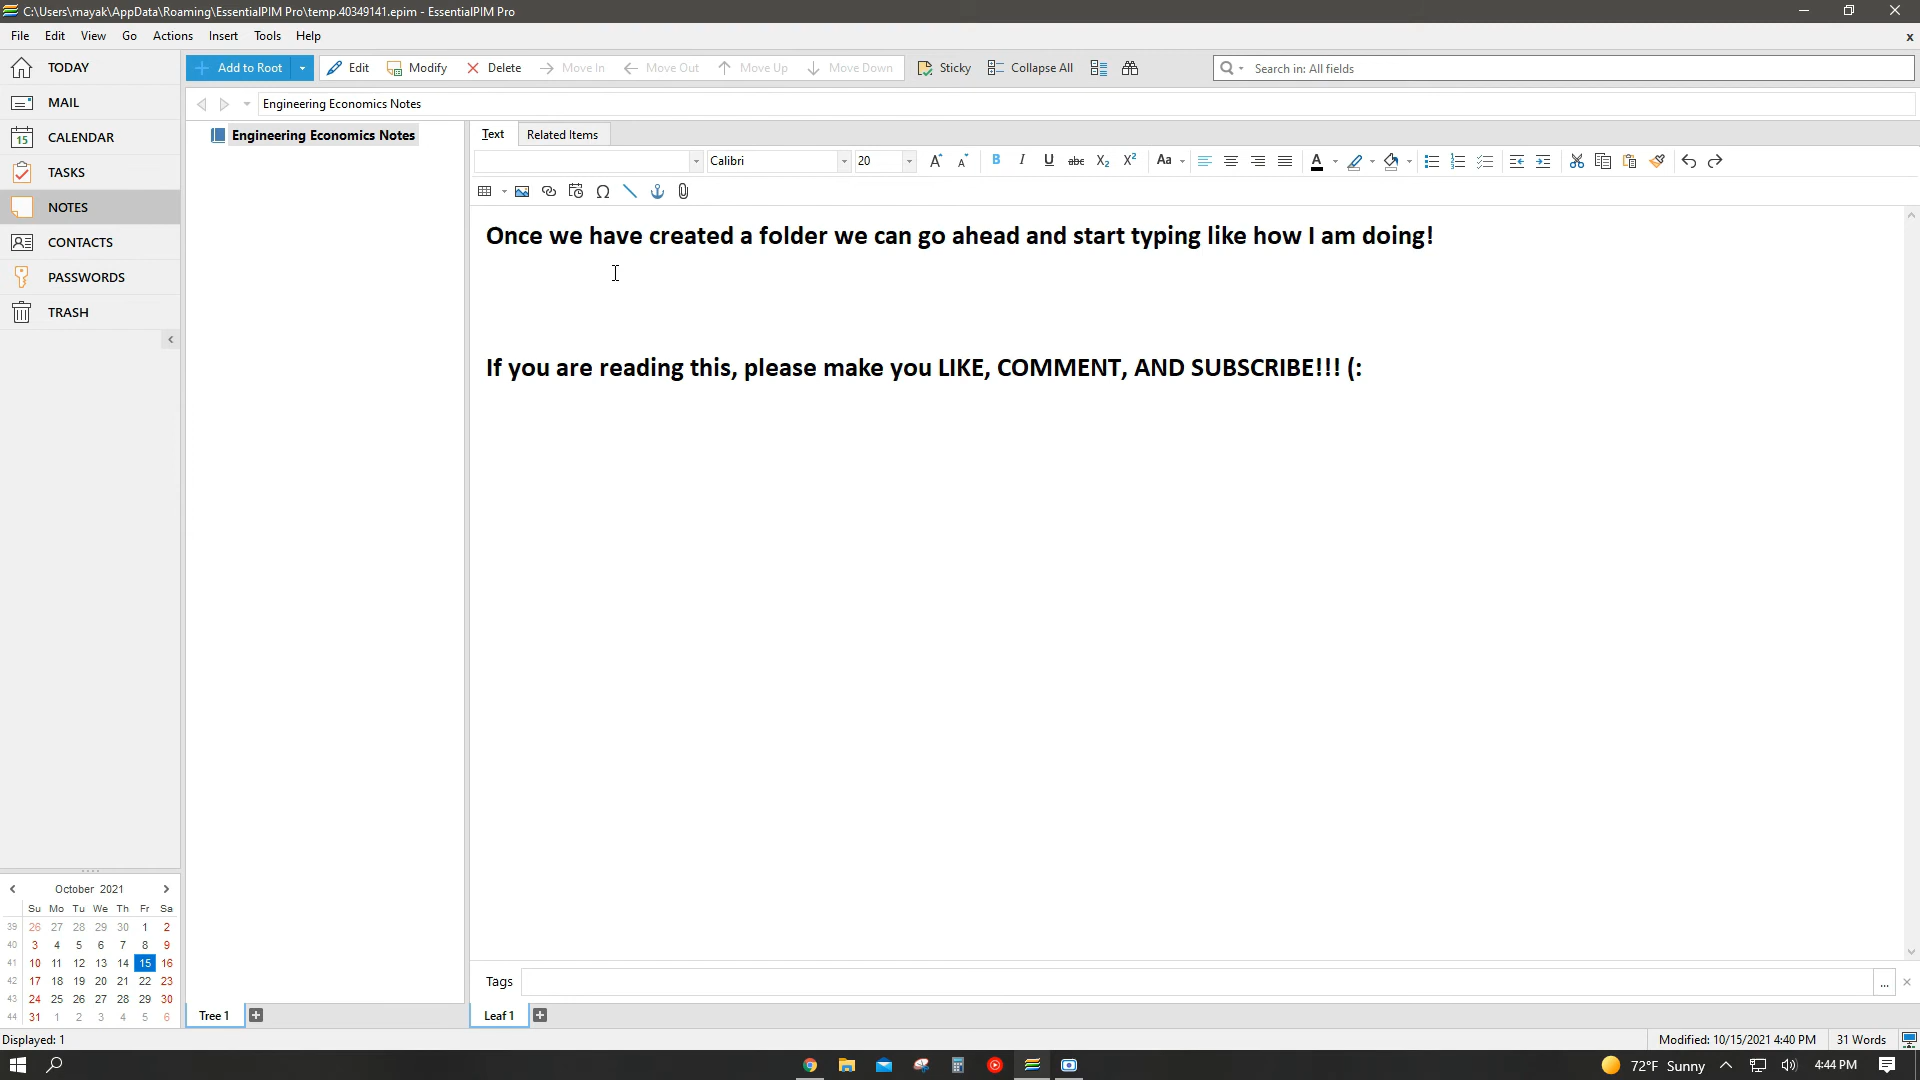 C:\Users\mayak\AppData\Roaming\EssentialPIM Pro\temp.40349141.epim - EssentialPIM Pro
File Edit View Go Actions Insert Tools Help x
TODAY
MAIL
15 CALENDAR
TASKS
NOTES
CONTACTS
PASSWORDS
TRASH
Add to Root Edit Modify Delete Move In Move Out Move Up Move Down Sticky Collapse All Search in: All fields
Engineering Economics Notes
Engineering Economics Notes
Text Related Items
Calibri 20 A A B I U abc X2 X2 Aa A
Ω
Once we have created a folder we can go ahead and start typing like how I am doing!
If you are reading this, please make you LIKE, COMMENT, AND SUBSCRIBE!!! (:
October 2021
Su Mo Tu We Th Fr Sa
39 26 27 28 29 30 1 2
40 3 4 5 6 7 8 9
41 10 11 12 13 14 15 16
42 17 18 19 20 21 22 23
43 24 25 26 27 28 29 30
44 31 1 2 3 4 5 6
Tags ...
Tree 1
Leaf 1
Displayed: 1
Modified: 10/15/2021 4:40 PM 31 Words
72°F Sunny 4:44 PM